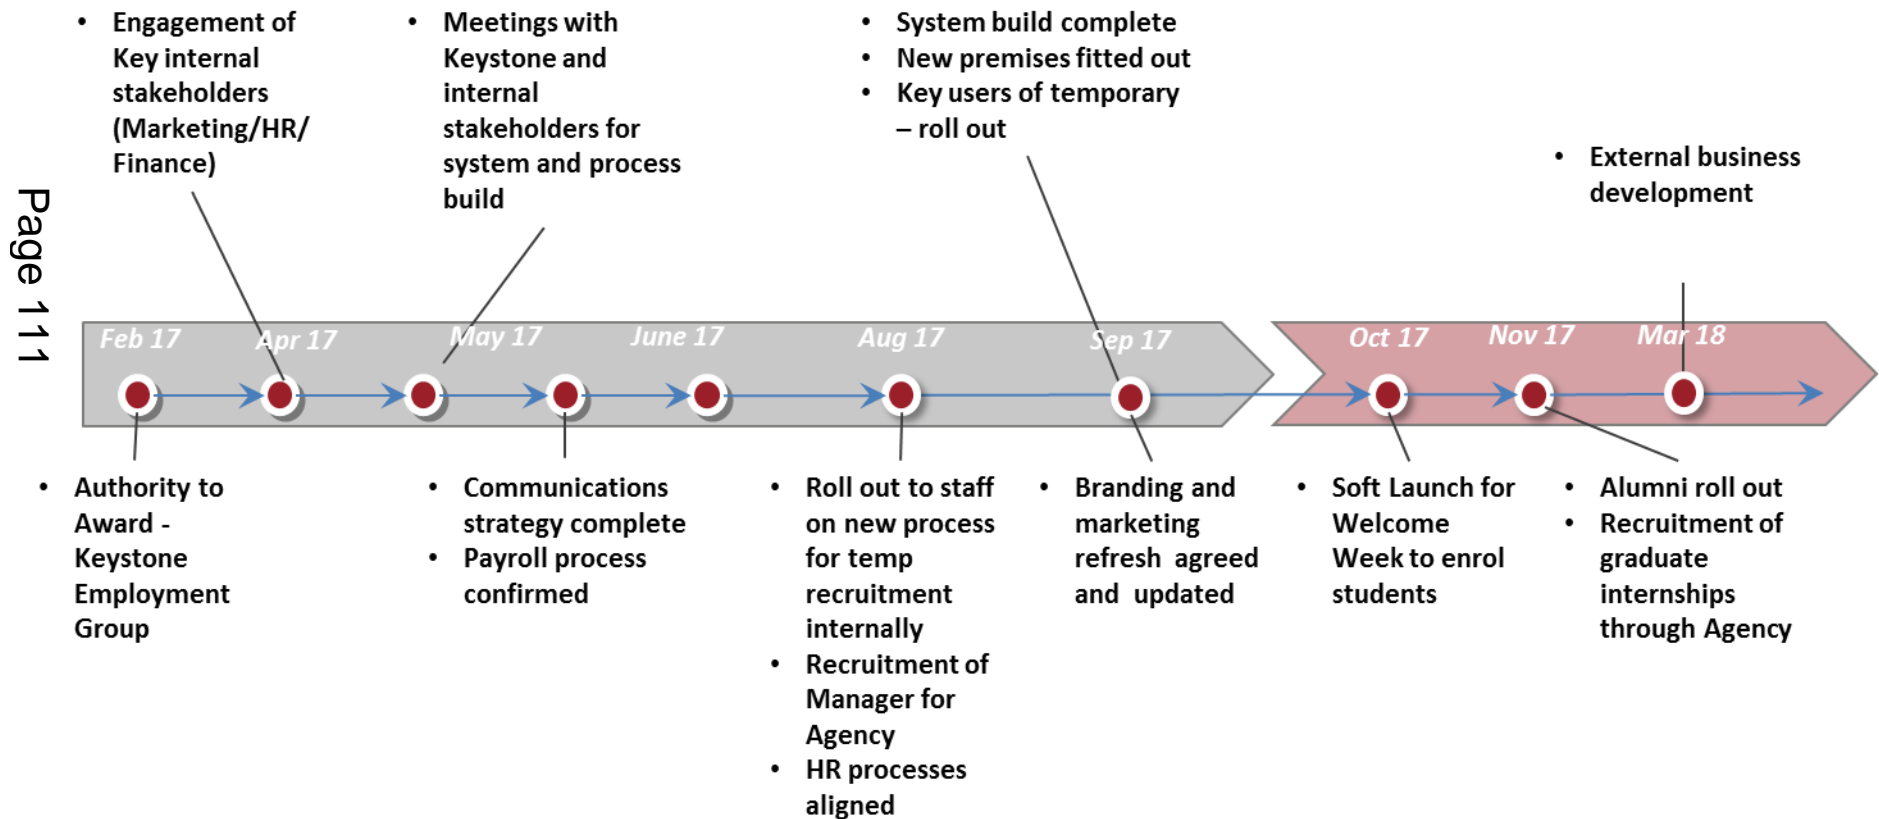 • Engagement of
Key internal
stakeholders
(Marketing/HR/
Finance)
• Meetings with
Keystone and
internal
stakeholders for
system and process
build
• System build complete
• New premises fitted out
• Key users of temporary
– roll out
• External business
development
Page 111
Feb 17
Apr 17
May 17
June 17
Aug 17
Sep 17
Oct 17
Nov 17
Mar 18
• Authority to
Award -
Keystone
Employment
Group
• Communications
strategy complete
• Payroll process
confirmed
• Roll out to staff
on new process
for temp
recruitment
internally
• Recruitment of
Manager for
Agency
• HR processes
aligned
• Branding and
marketing
refresh agreed
and updated
• Soft Launch for
Welcome
Week to enrol
students
• Alumni roll out
• Recruitment of
graduate
internships
through Agency